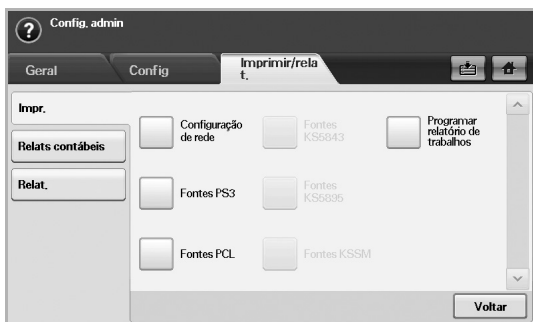 Config. admin
Geral
Config
Imprimir/rela
t.
Impr.
Relats contábeis
Relat.
Configuração
de rede
Fontes
KS5843
Programar
relatório de
trabalhos
Fontes PS3
Fontes
KS5895
Fontes PCL
Fontes KSSM
Voltar